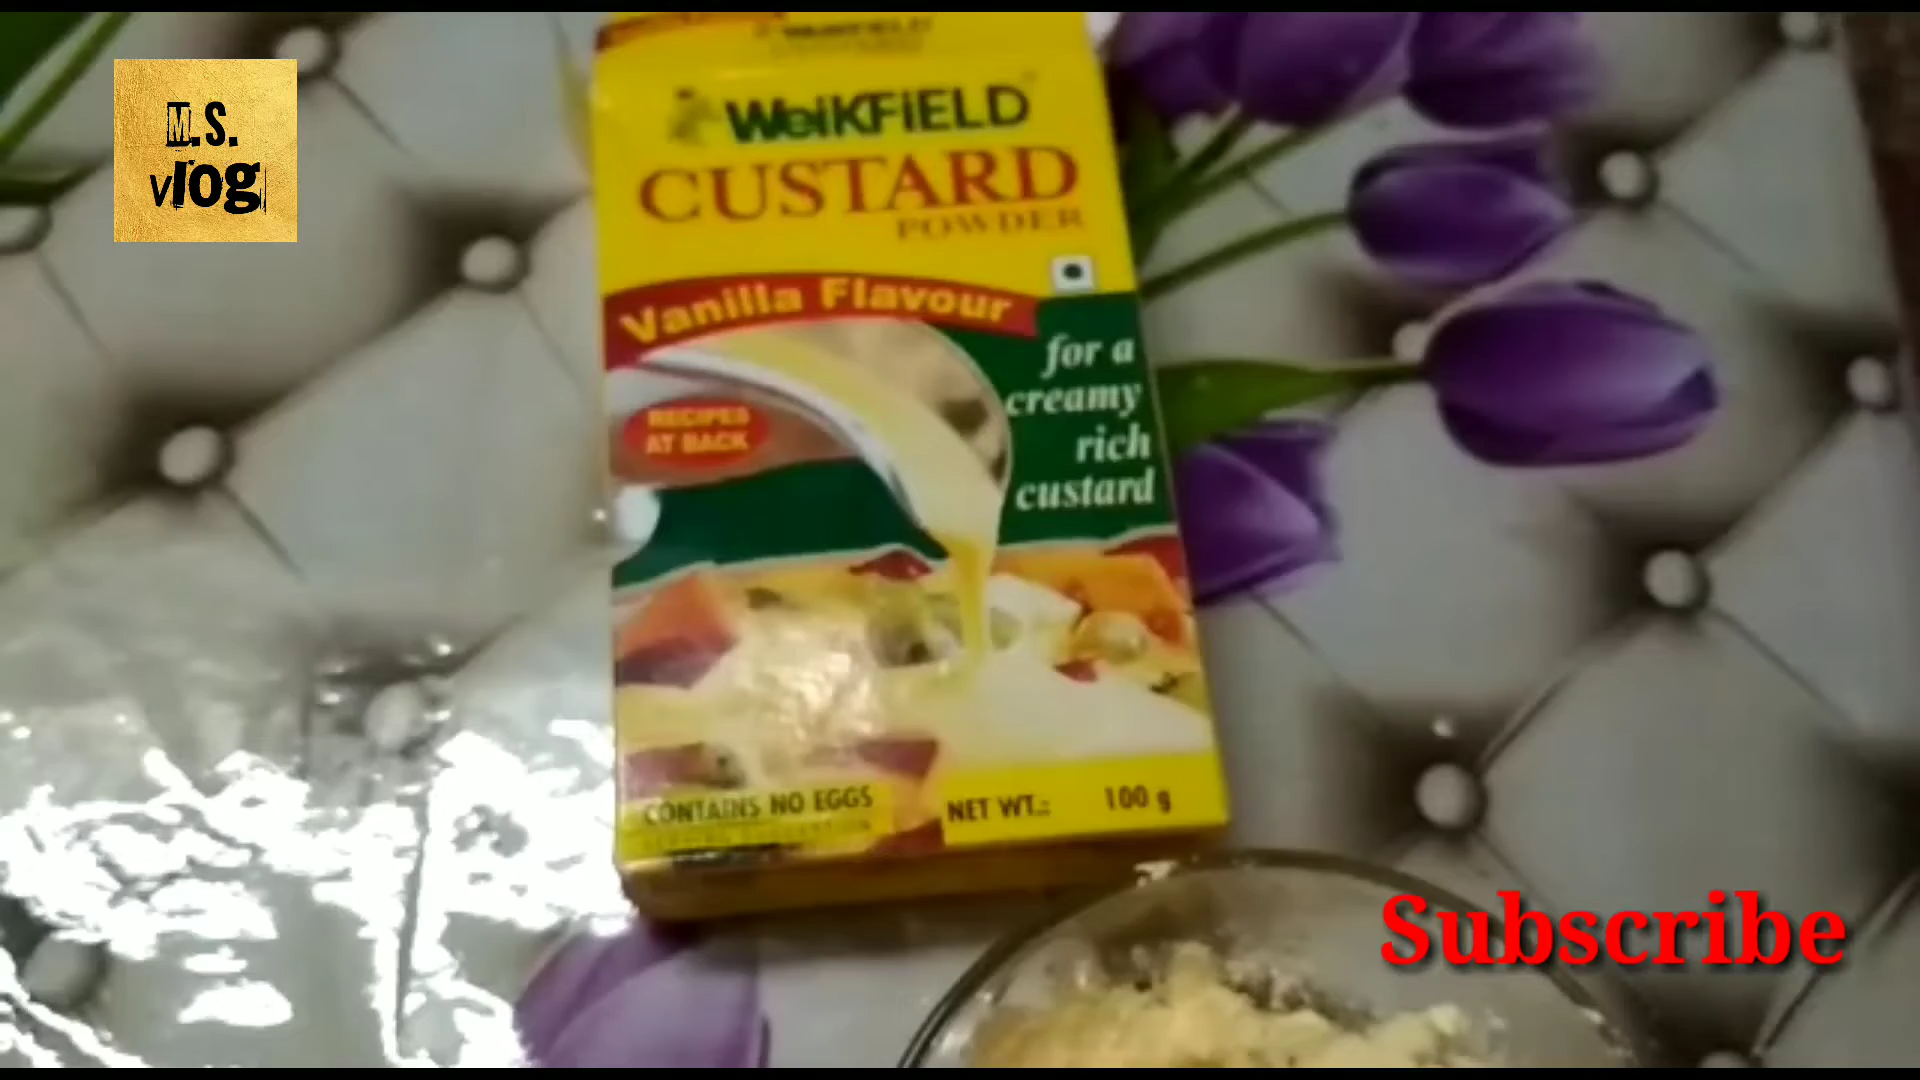 WEIKFIELD
M.S.
vlog
WeiKFiELD
CUSTARD
POWDER
Vanilla Flavour
for a
creamy
rich
custard
RECIPES
AT BACK
CONTAINS NO EGGS
NET WT.: 100 g
Subscribe